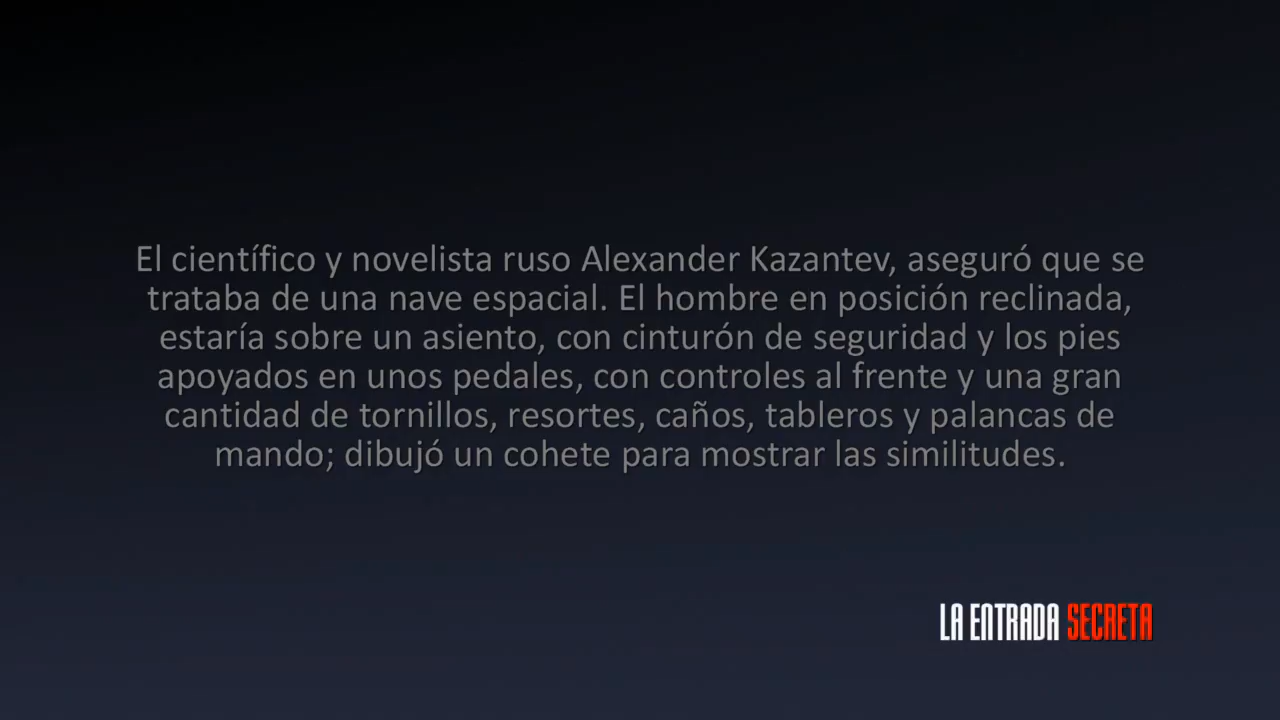 El científico y novelista ruso Alexander Kazantev, aseguró que se
trataba de una nave espacial. El hombre en posición reclinada,
estaría sobre un asiento, con cinturón de seguridad y los pies
apoyados en unos pedales, con controles al frente y una gran
cantidad de tornillos, resortes, caños, tableros y palancas de
mando; dibujó un cohete para mostrar las similitudes.
LA ENTRADA SECRETA